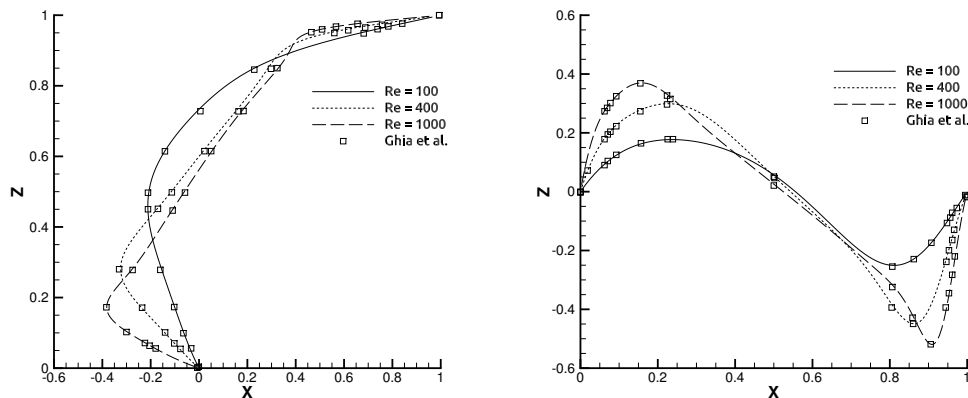 1
0.8
0.6
0.4
0.2
0
Z
-0.6 -0.4 -0.2 0 0.2 0.4 0.6 0.8 1
X
Re = 100
Re = 400
Re = 1000
Ghia et al.
0.6
0.4
0.2
0
-0.2
-0.4
-0.6
Z
0 0.2 0.4 0.6 0.8 1
X
Re = 100
Re = 400
Re = 1000
Ghia et al.